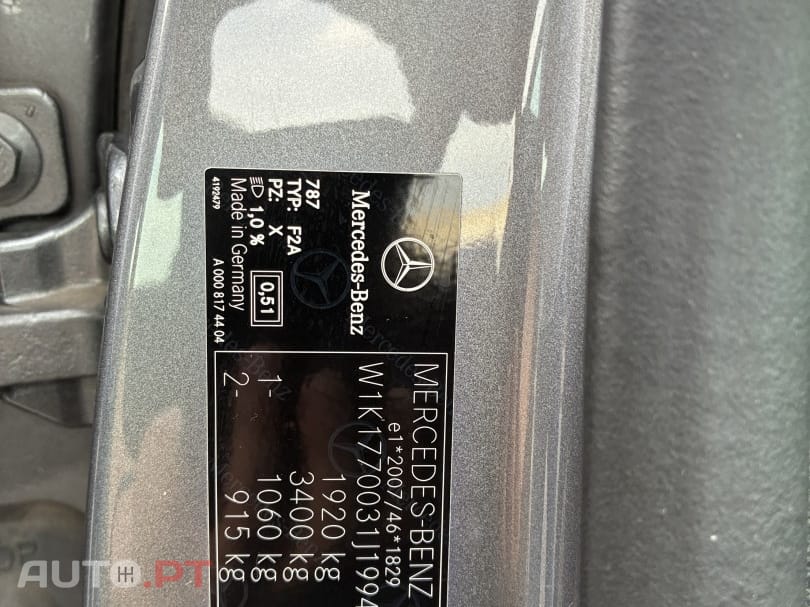 Mercedes-Benz
787
TYP: F2A
PZ: X
1,0 %
0,51
Made in Germany
4192479
A 000 817 44 04
MERCEDES-BENZ
e1*2007/46*1829
W1K1770031J1994
1920 kg
3400 kg
1- 1060 kg
2- 915 kg
AUTO.PT